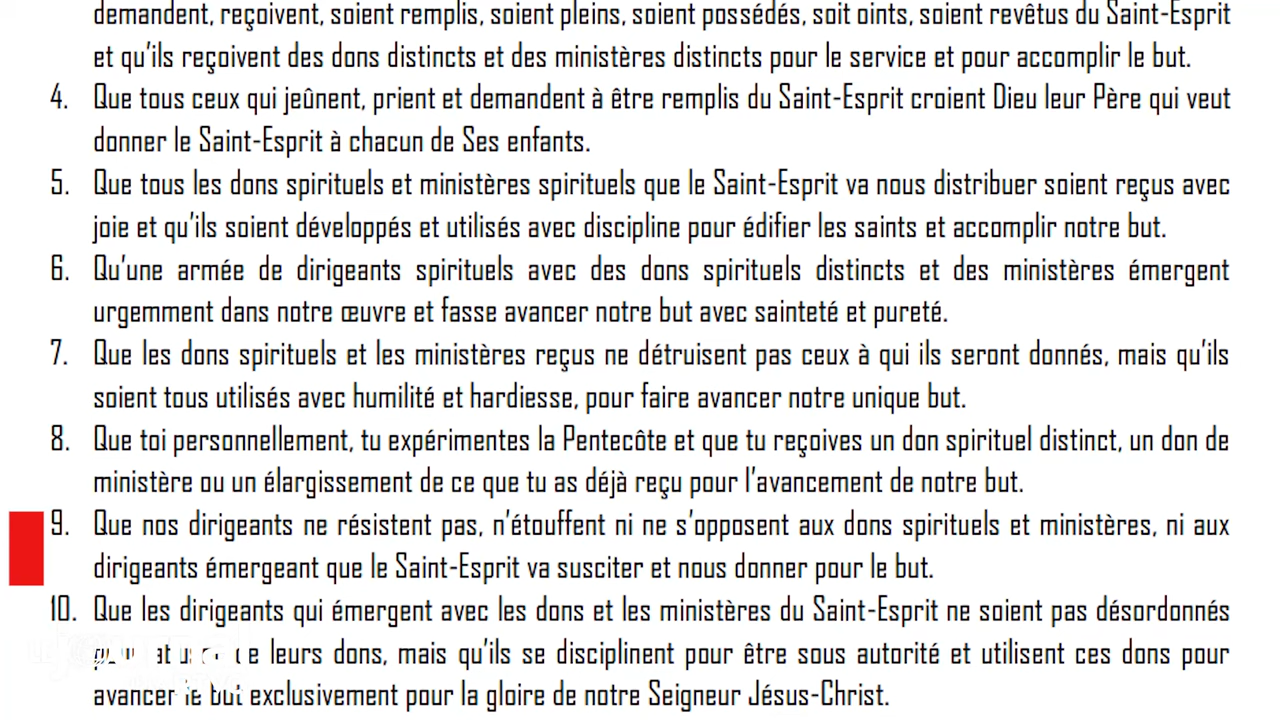 demandent, reçoivent, soient remplis, soient pleins, soient possédés, soit oints, soient revêtus du Saint-Esprit
et qu'ils reçoivent des dons distincts et des ministères distincts pour le service et pour accomplir le but.
4. Que tous ceux qui jeûnent, prient et demandent à être remplis du Saint-Esprit croient Dieu leur Père qui veut
donner le Saint-Esprit à chacun de Ses enfants.
5. Que tous les dons spirituels et ministères spirituels que le Saint-Esprit va nous distribuer soient reçus avec
joie et qu'ils soient développés et utilisés avec discipline pour édifier les saints et accomplir notre but.
6. Qu'une armée de dirigeants spirituels avec des dons spirituels distincts et des ministères émergent
urgemment dans notre œuvre et fasse avancer notre but avec sainteté et pureté.
7. Que les dons spirituels et les ministères reçus ne détruisent pas ceux à qui ils seront donnés, mais qu'ils
soient tous utilisés avec humilité et hardiesse, pour faire avancer notre unique but.
8. Que toi personnellement, tu expérimentes la Pentecôte et que tu reçoives un don spirituel distinct, un don de
ministère ou un élargissement de ce que tu as déjà reçu pour l'avancement de notre but.
9. Que nos dirigeants ne résistent pas, n'étouffent ni ne s'opposent aux dons spirituels et ministères, ni aux
dirigeants émergeant que le Saint-Esprit va susciter et nous donner pour le but.
10. Que les dirigeants qui émergent avec les dons et les ministères du Saint-Esprit ne soient pas désordonnés
leurs dons, mais qu'ils se disciplinent pour être sous autorité et utilisent ces dons pour
avancer le but exclusivement pour la gloire de notre Seigneur Jésus-Christ.